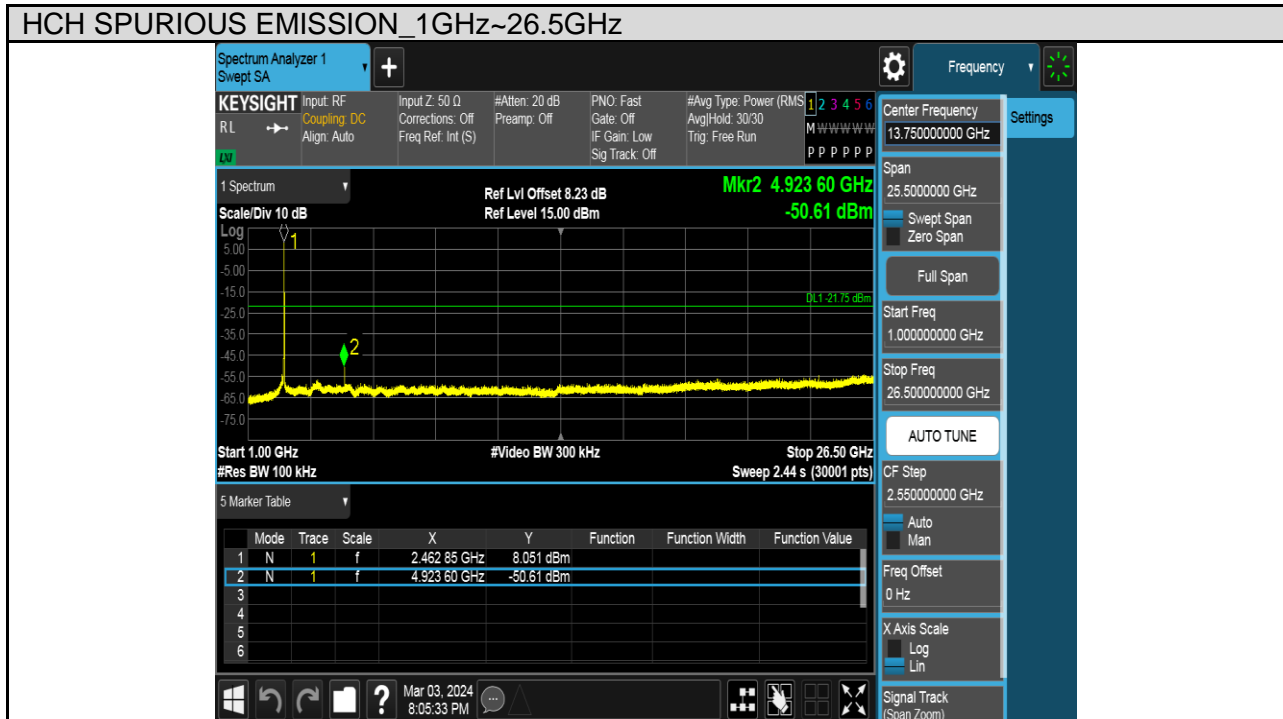 HCH SPURIOUS EMISSION_1GHz~26.5GHz
Spectrum Analyzer 1
Swept SA
+
Frequency
KEYSIGHT
RL
LXI
Input: RF
Coupling: DC
Align: Auto
Input Z: 50 Ω
Corrections: Off
Freq Ref: Int (S)
#Atten: 20 dB
Preamp: Off
PNO: Fast
Gate: Off
IF Gain: Low
Sig Track: Off
#Avg Type: Power (RMS
Avg|Hold: 30/30
Trig: Free Run
1 2 3 4 5 6
M W W W W W
P P P P P P
1 Spectrum
Scale/Div 10 dB
Ref Lvl Offset 8.23 dB
Ref Level 15.00 dBm
Mkr2 4.923 60 GHz
-50.61 dBm
Log
5.00
-5.00
-15.0
-25.0
-35.0
-45.0
-55.0
-65.0
-75.0
1
2
DL1 -21.75 dBm
Start 1.00 GHz
#Res BW 100 kHz
#Video BW 300 kHz
Stop 26.50 GHz
Sweep 2.44 s (30001 pts)
5 Marker Table
Mode Trace Scale X Y Function Function Width Function Value
1 N 1 f 2.462 85 GHz 8.051 dBm
2 N 1 f 4.923 60 GHz -50.61 dBm
3
4
5
6
?
Mar 03, 2024
8:05:33 PM
Center Frequency
13.750000000 GHz
Span
25.5000000 GHz
Swept Span
Zero Span
Full Span
Start Freq
1.000000000 GHz
Stop Freq
26.500000000 GHz
AUTO TUNE
CF Step
2.550000000 GHz
Auto
Man
Freq Offset
0 Hz
X Axis Scale
Log
Lin
Signal Track
(Span Zoom)
Settings